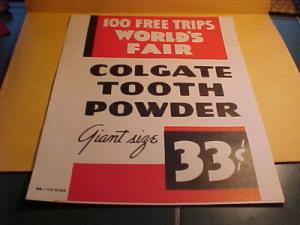 100 FREE TRIPS
WORLD'S
FAIR
COLGATE
TOOTH
POWDER
Giant size
33¢